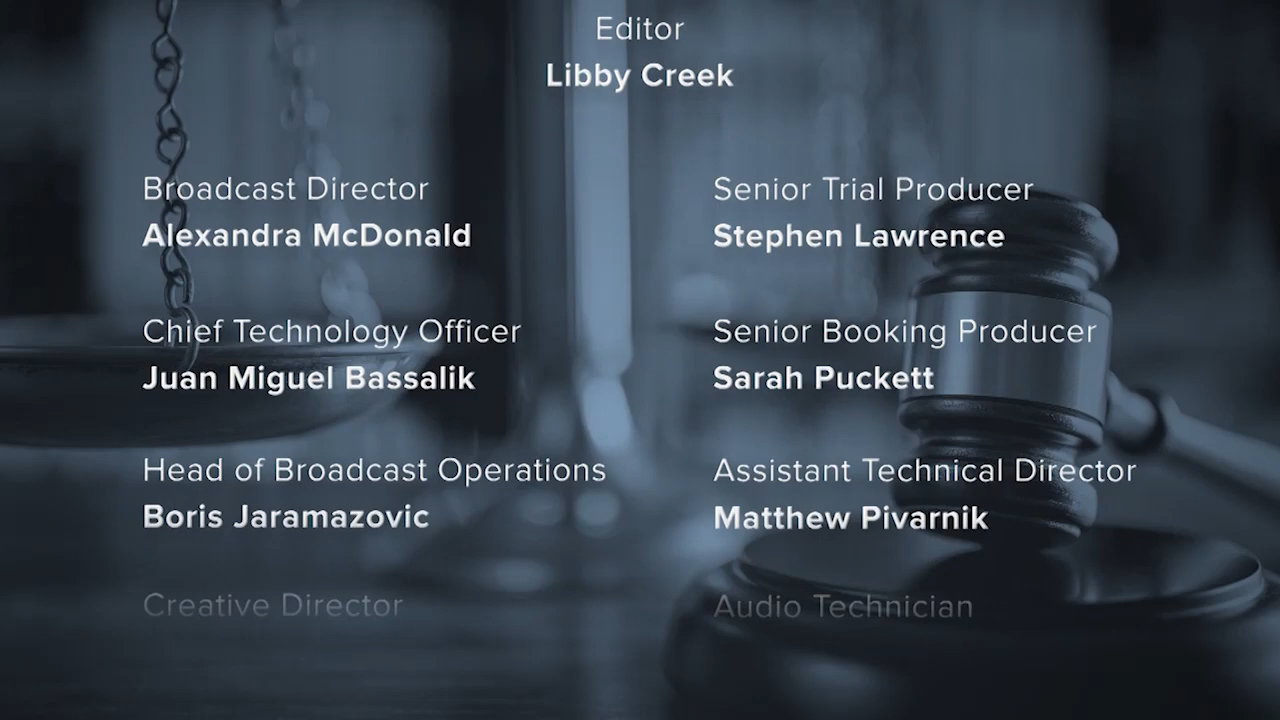 Editor
Libby Creek
Broadcast Director
Alexandra McDonald
Chief Technology Officer
Juan Miguel Bassalik
Head of Broadcast Operations
Boris Jaramazovic
Creative Director
Senior Trial Producer
Stephen Lawrence
Senior Booking Producer
Sarah Puckett
Assistant Technical Director
Matthew Pivarnik
Audio Technician